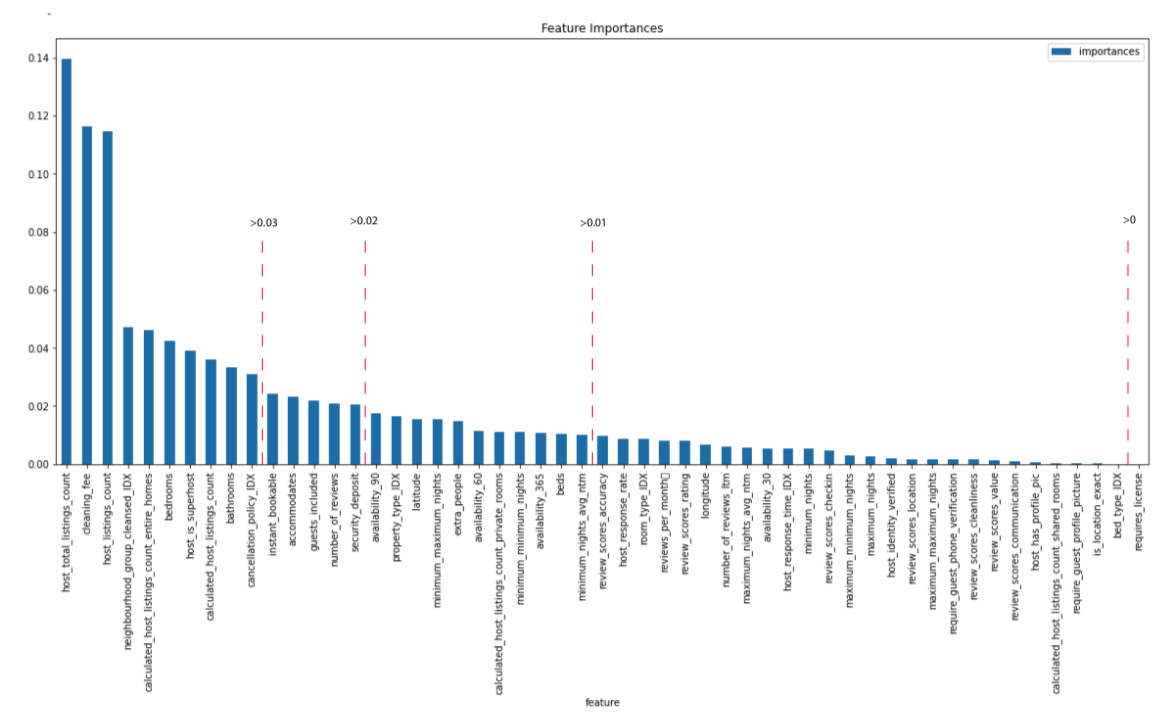 -
Feature Importances
importances
0.14
0.12
0.10
0.08
0.06
0.04
0.02
0.00
>0.03
>0.02
>0.01
>0
host_total_listings_count
cleaning_fee
host_listings_count
neighbourhood_group_cleansed_IDX
calculated_host_listings_count_entire_homes
bedrooms
host_is_superhost
calculated_host_listings_count
bathrooms
cancellation_policy_IDX
instant_bookable
accommodates
guests_included
number_of_reviews
security_deposit
availability_90
property_type_IDX
latitude
minimum_maximum_nights
extra_people
availability_60
calculated_host_listings_count_private_rooms
minimum_minimum_nights
availability_365
beds
minimum_nights_avg_ntm
review_scores_accuracy
host_response_rate
room_type_IDX
reviews_per_month▯
review_scores_rating
longitude
number_of_reviews_ltm
maximum_nights_avg_ntm
availability_30
host_response_time_IDX
minimum_nights
review_scores_checkin
maximum_minimum_nights
maximum_nights
host_identity_verified
review_scores_location
maximum_maximum_nights
require_guest_phone_verification
review_scores_cleanliness
review_scores_value
review_scores_communication
host_has_profile_pic
calculated_host_listings_count_shared_rooms
require_guest_profile_picture
is_location_exact
bed_type_IDX
requires_license
feature